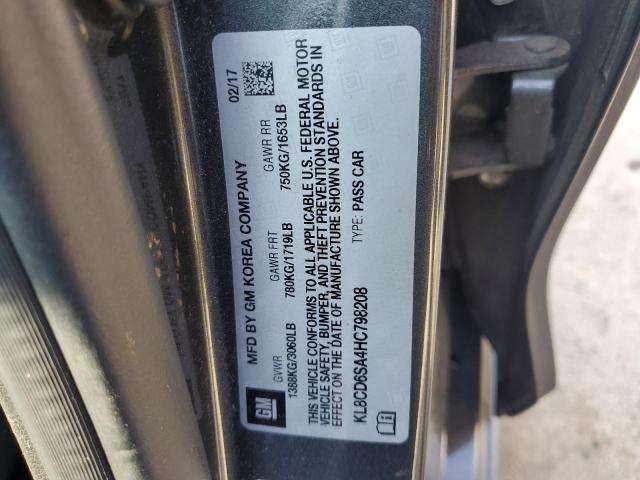 MFD BY GM KOREA COMPANY 02/17
GVWR GAWR FRT GAWR RR
1388KG/3060LB 780KG/1719LB 750KG/1653LB
THIS VEHICLE CONFORMS TO ALL APPLICABLE U.S. FEDERAL MOTOR
VEHICLE SAFETY, BUMPER, AND THEFT PREVENTION STANDARDS IN
EFFECT ON THE DATE OF MANUFACTURE SHOWN ABOVE.
KL8CD6SA4HC798208 TYPE: PASS CAR
GM